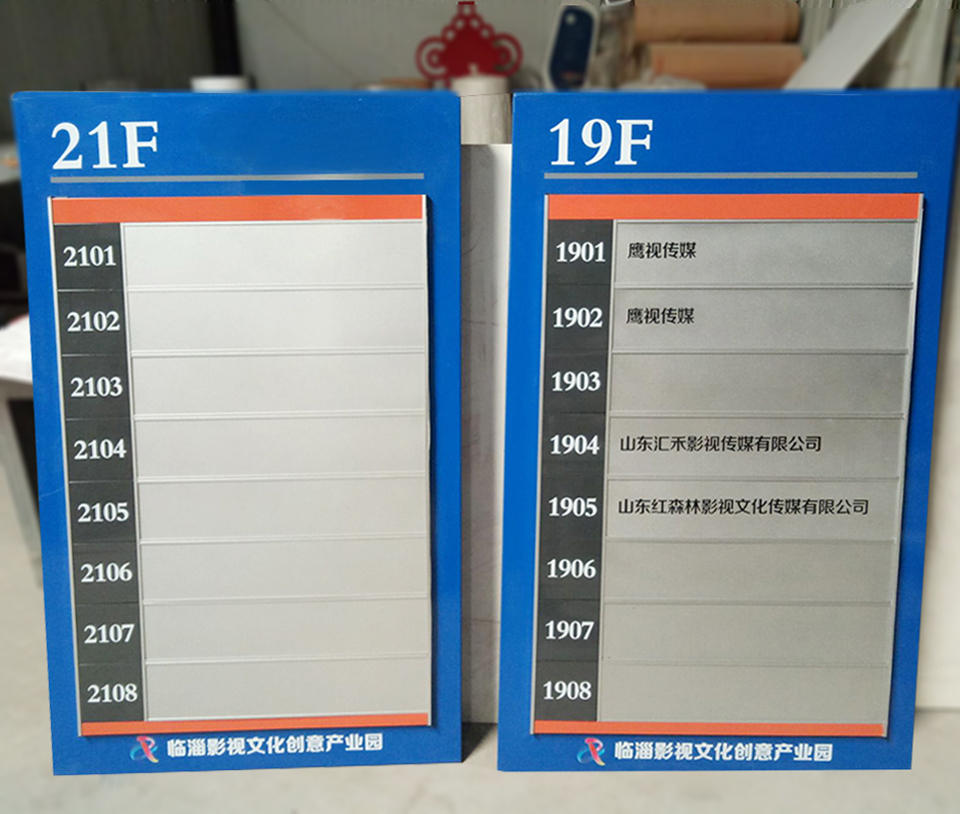 21F
2101
2102
2103
2104
2105
2106
2107
2108
临淄影视文化创意产业园
19F
1901 鹰视传媒
1902 鹰视传媒
1903
1904 山东汇禾影视传媒有限公司
1905 山东红森林影视文化传媒有限公司
1906
1907
1908
临淄影视文化创意产业园